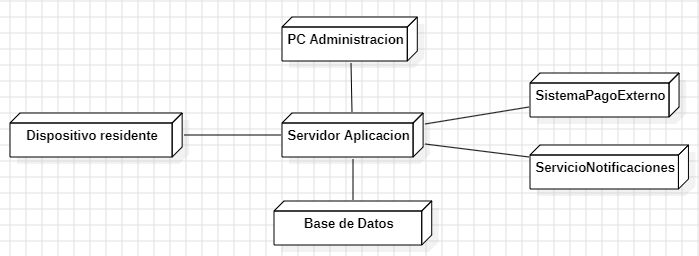 PC Administracion
SistemaPagoExterno
Dispositivo residente
Servidor Aplicacion
ServicioNotificaciones
Base de Datos